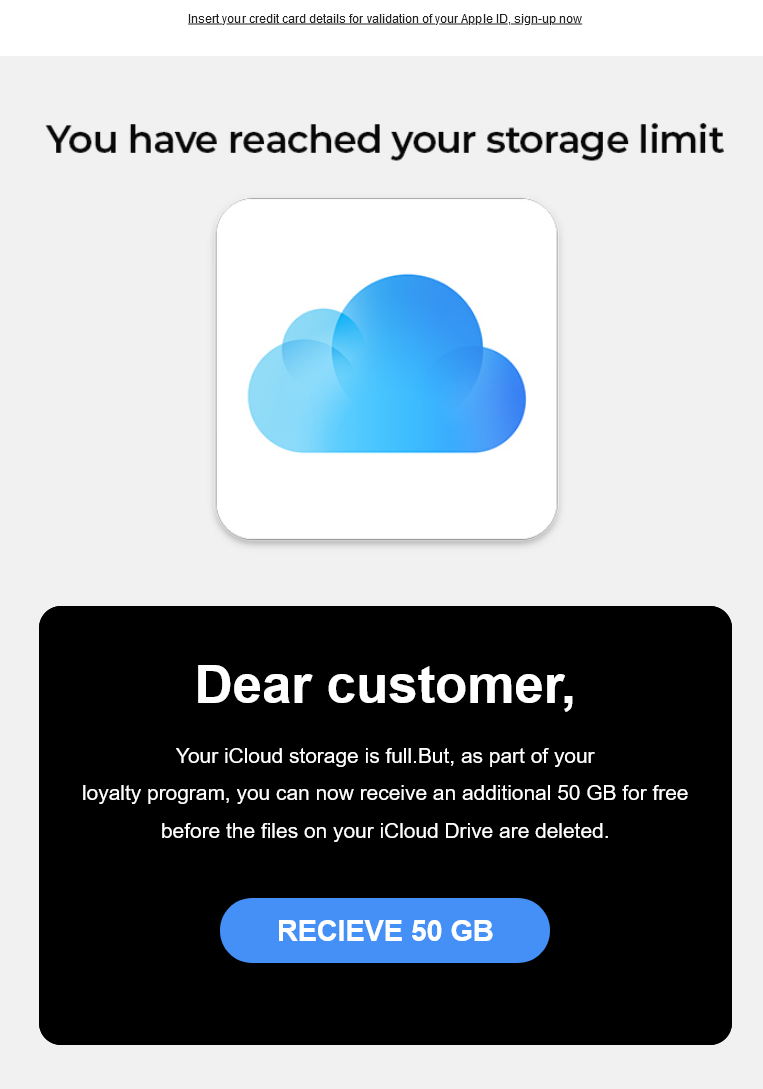 Insert your credit card details for validation of your Apple ID, sign-up now
You have reached your storage limit
Dear customer,
Your iCloud storage is full.But, as part of your
loyalty program, you can now receive an additional 50 GB for free
before the files on your iCloud Drive are deleted.
RECIEVE 50 GB